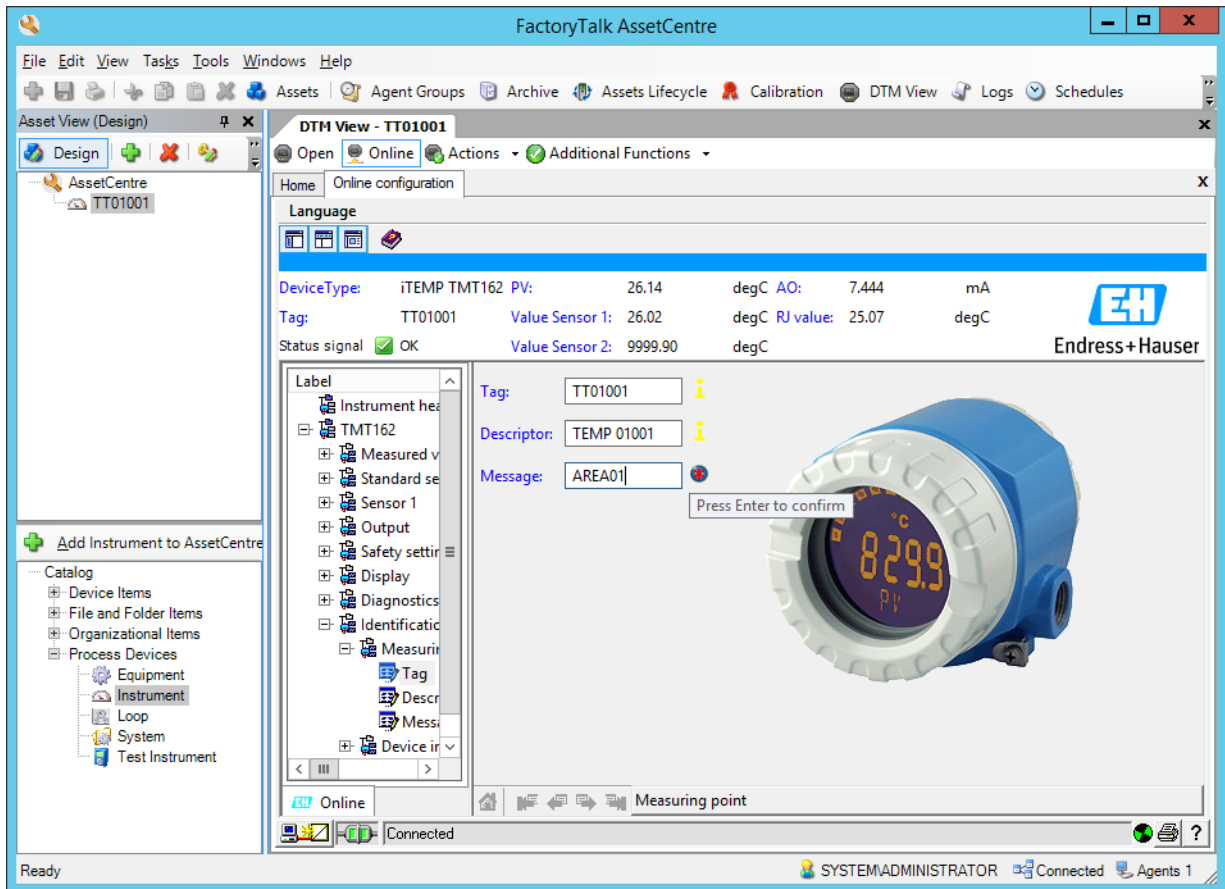 FactoryTalk AssetCentre
File Edit View Tasks Tools Windows Help
Assets Agent Groups Archive Assets Lifecycle Calibration DTM View Logs Schedules
Asset View (Design)
Design
AssetCentre
TT01001
DTM View - TT01001
Open Online Actions Additional Functions
Home Online configuration X
Language
DeviceType: iTEMP TMT162 PV: 26.14 degC AO: 7.444 mA
Tag: TT01001 Value Sensor 1: 26.02 degC RJ value: 25.07 degC
Status signal OK Value Sensor 2: 9999.90 degC
EH
Endress+Hauser
Label
Instrument hea
TMT162
Measured v
Standard se
Sensor 1
Output
Safety settir
Display
Diagnostics
Identificatic
Measurir
Tag
Descr
Messa
Device ir
Online
Tag: TT01001
Descriptor: TEMP 01001
Message: AREA01
Press Enter to confirm
°C
829.9
PV
Measuring point
Connected
Add Instrument to AssetCentre
Catalog
Device Items
File and Folder Items
Organizational Items
Process Devices
Equipment
Instrument
Loop
System
Test Instrument
Ready SYSTEM\ADMINISTRATOR Connected Agents 1